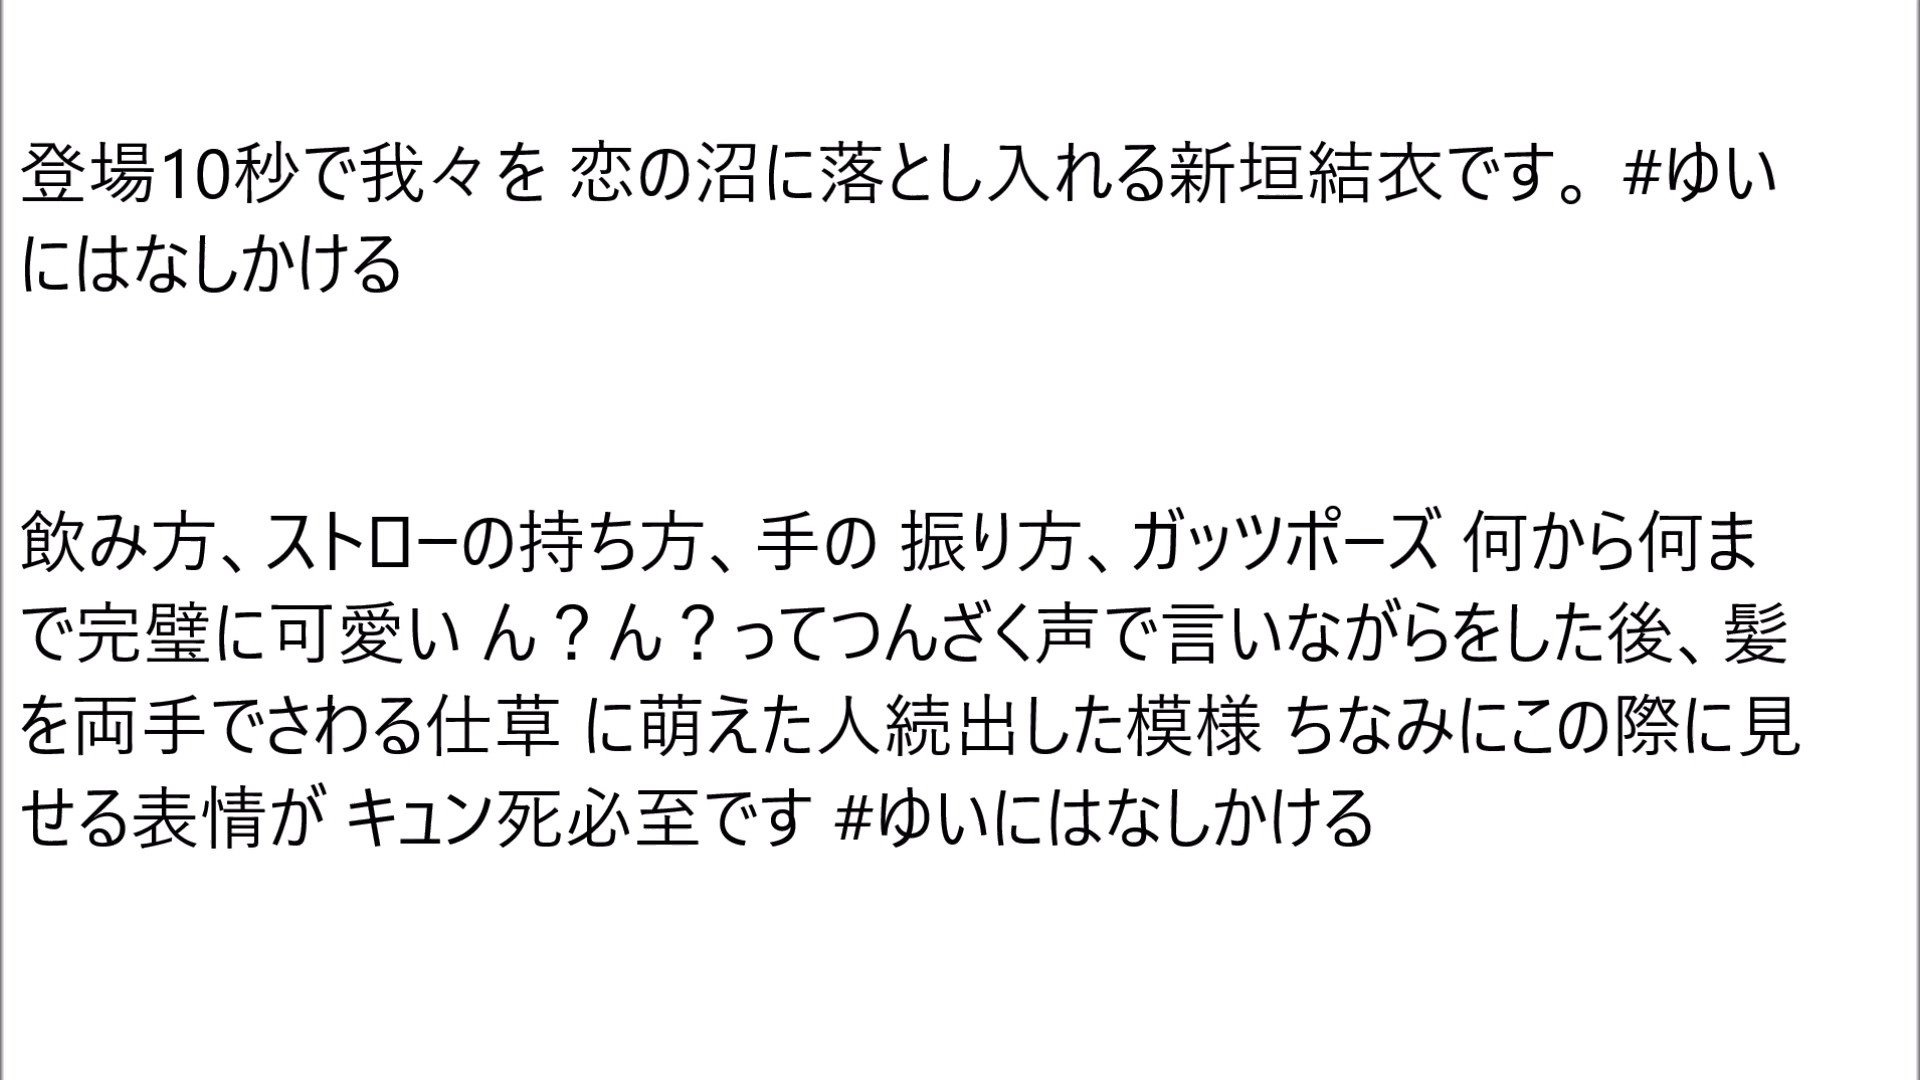 登場10秒で我々を 恋の沼に落とし入れる新垣結衣です。 #ゆい
にはなしかける
飲み方、ストローの持ち方、手の 振り方、ガッツポーズ 何から何ま
で完璧に可愛い ん？ん？ってつんざく声で言いながらをした後、髪
を両手でさわる仕草 に萌えた人続出した模様 ちなみにこの際に見
せる表情が キュン死必至です #ゆいにはなしかける